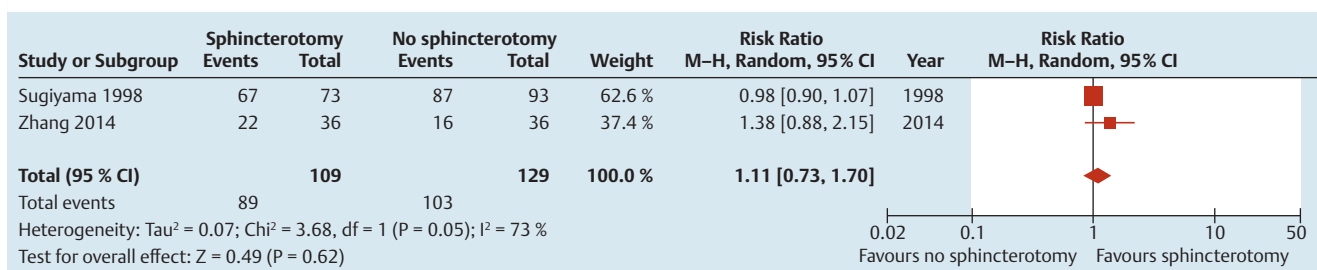 Sphincterotomy No sphincterotomy Risk Ratio Risk Ratio
Study or Subgroup Events Total Events Total Weight M–H, Random, 95% CI Year M–H, Random, 95% CI
Sugiyama 1998 67 73 87 93 62.6 % 0.98 [0.90, 1.07] 1998
Zhang 2014 22 36 16 36 37.4 % 1.38 [0.88, 2.15] 2014
Total (95 % CI) 109 129 100.0 % 1.11 [0.73, 1.70]
Total events 89 103
Heterogeneity: Tau² = 0.07; Chi² = 3.68, df = 1 (P = 0.05); I² = 73 %
Test for overall effect: Z = 0.49 (P = 0.62)
0.02 0.1 1 10 50
Favours no sphincterotomy Favours sphincterotomy